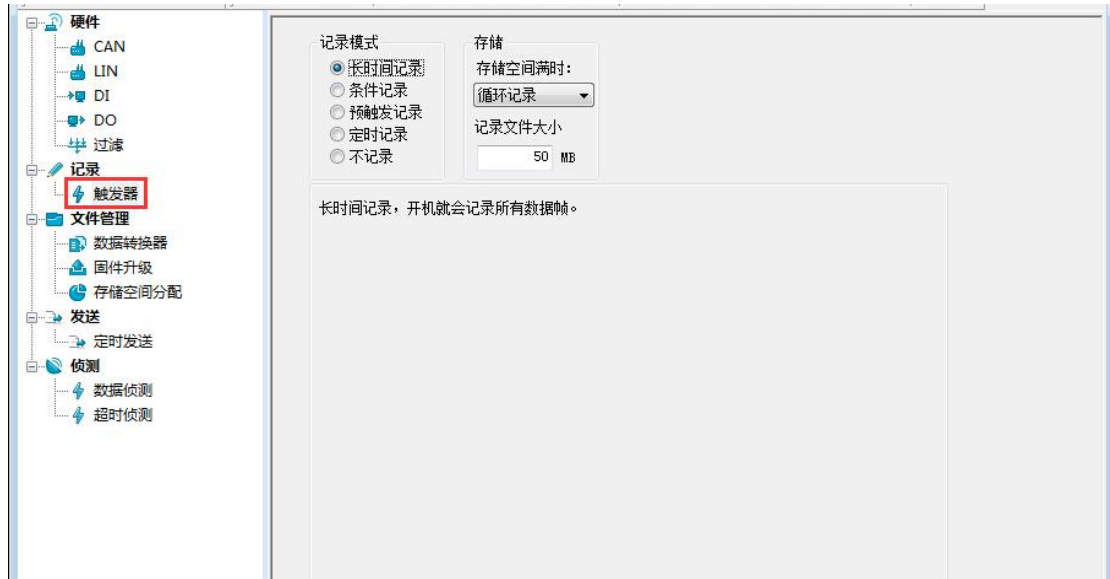 硬件
CAN
LIN
DI
DO
过滤
记录
触发器
文件管理
数据转换器
固件升级
存储空间分配
发送
定时发送
侦测
数据侦测
超时侦测
记录模式
长时间记录
条件记录
预触发记录
定时记录
不记录
存储
存储空间满时：
循环记录
记录文件大小
50 MB
长时间记录，开机就会记录所有数据帧。